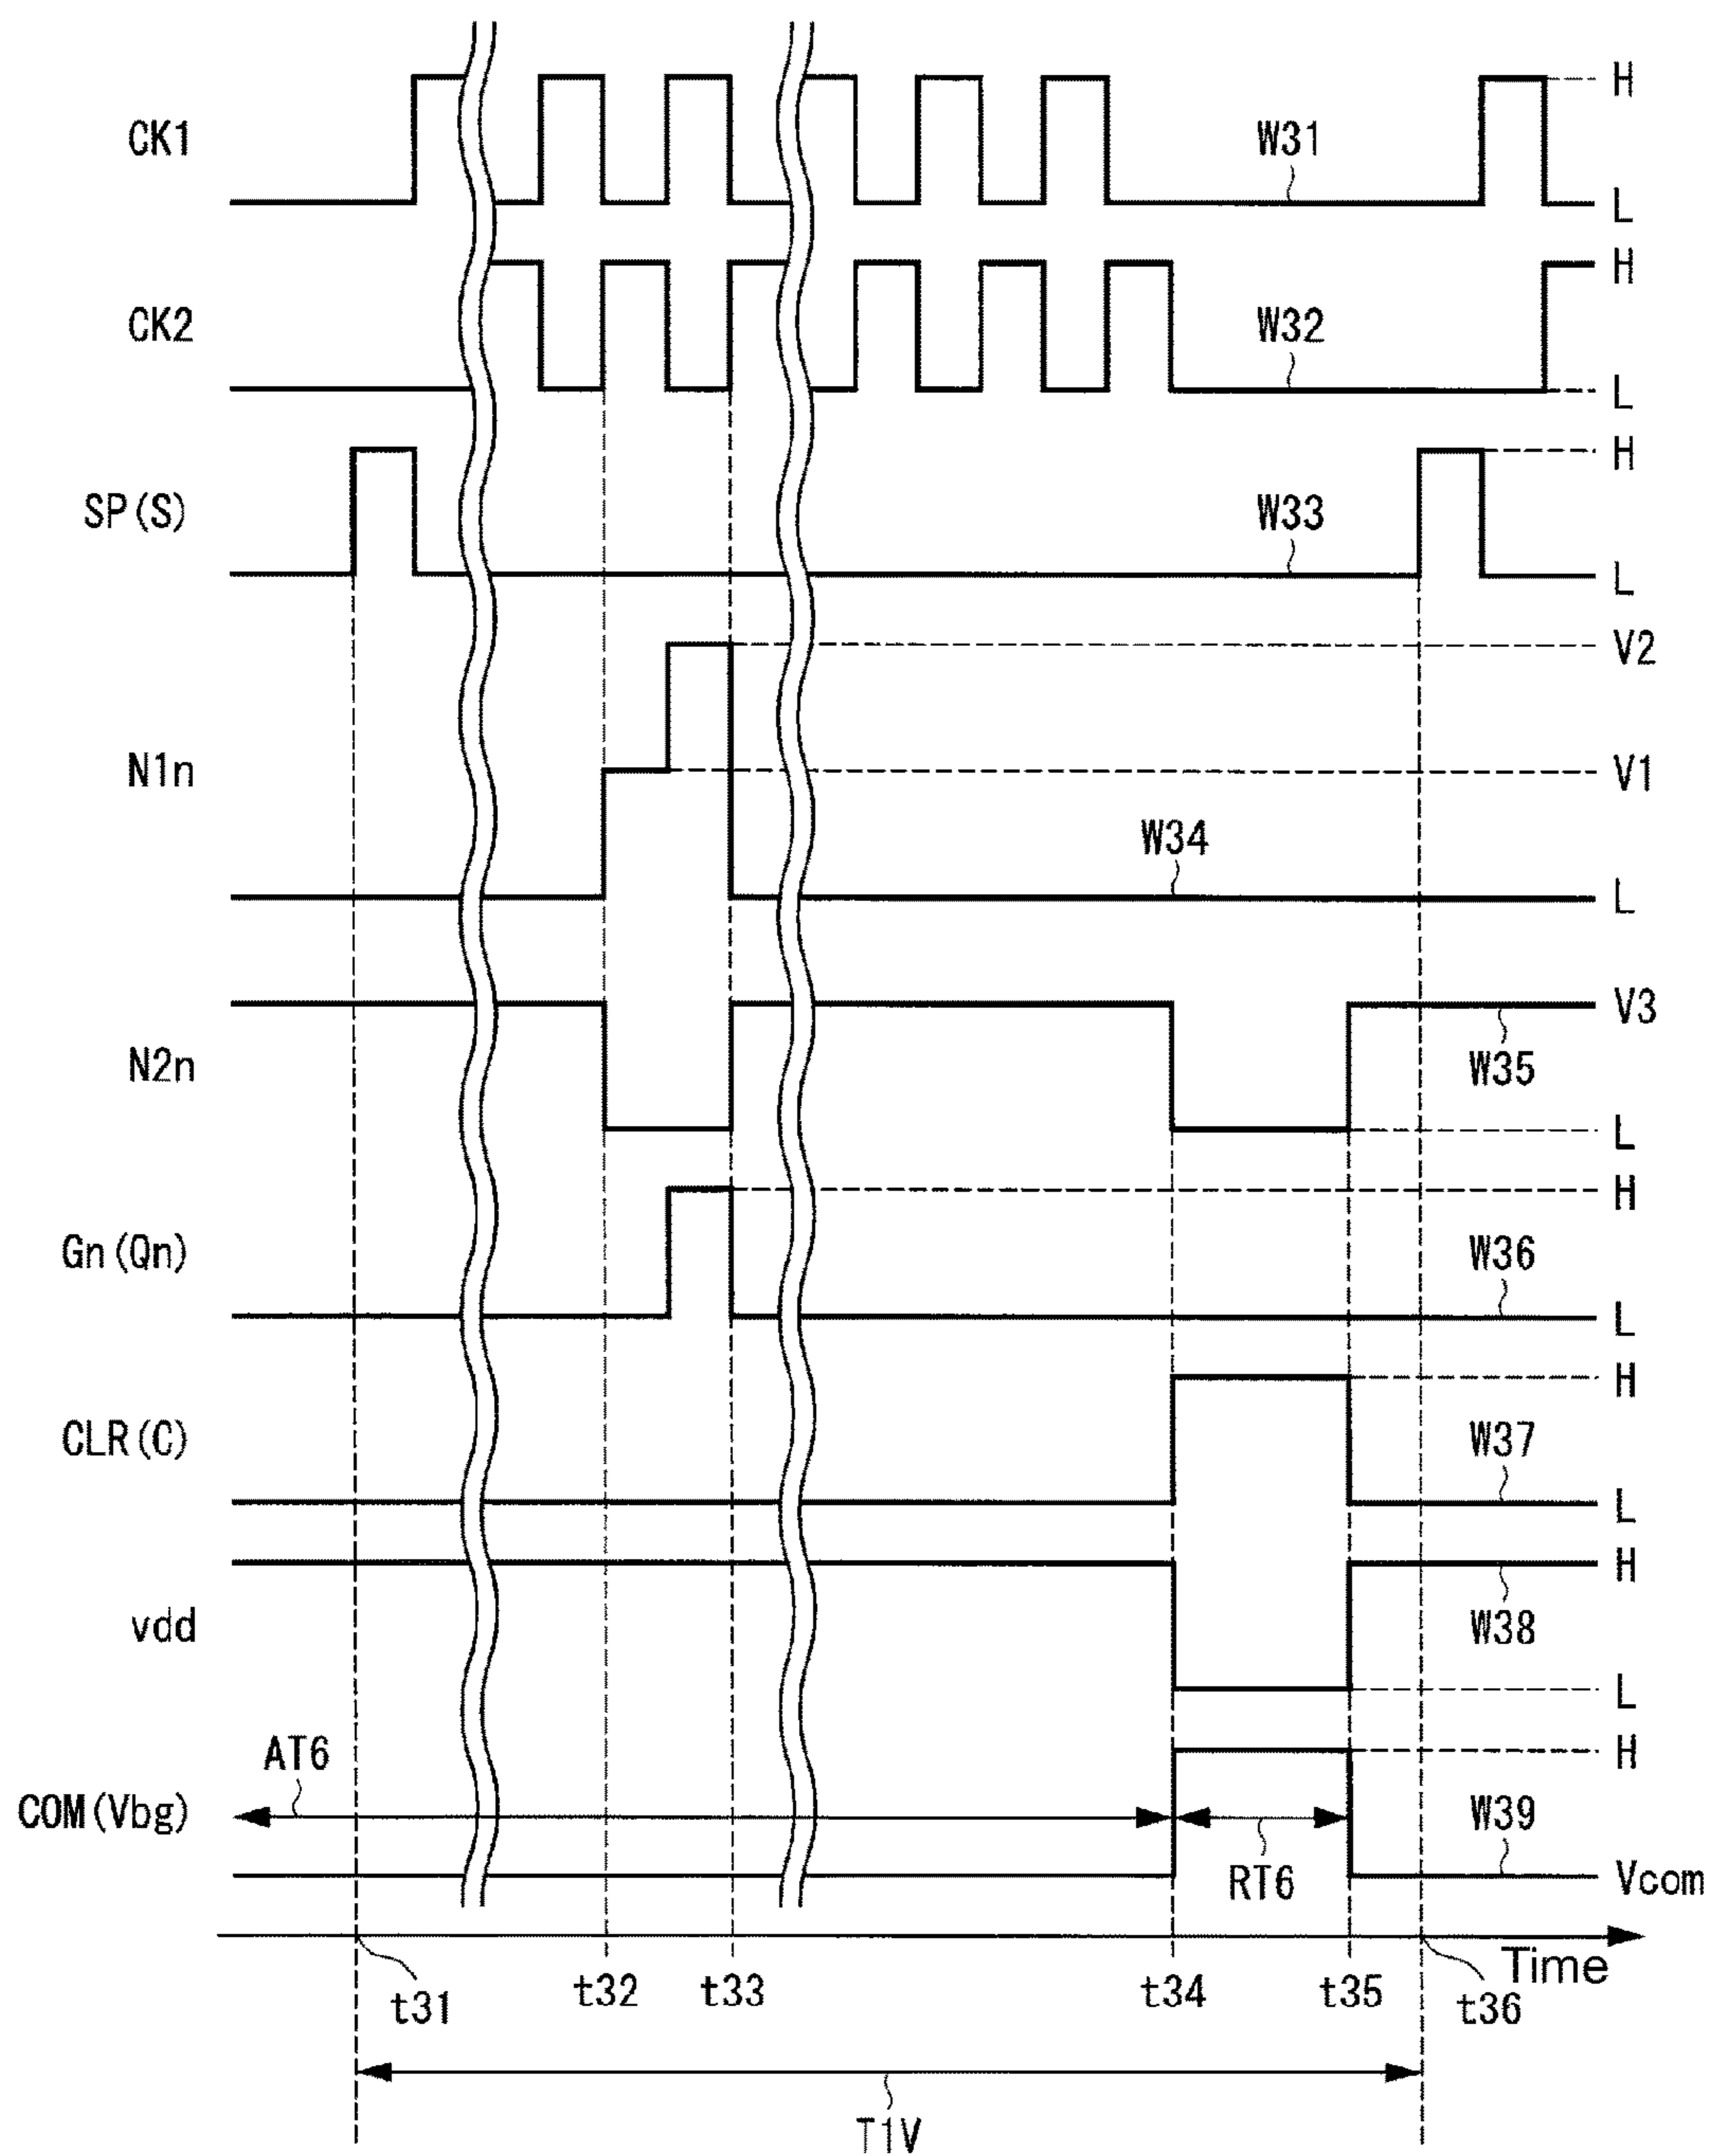 CK1
W31
H
L
CK2
W32
H
L
SP(S)
W33
H
L
N1n
V2
V1
W34
L
N2n
V3
W35
L
Gn(Qn)
H
W36
L
CLR(C)
H
W37
L
vdd
H
W38
L
AT6
COM(Vbg)
H
W39
RT6
Vcom
Time
t31
t32
t33
t34
t35
t36
T1V